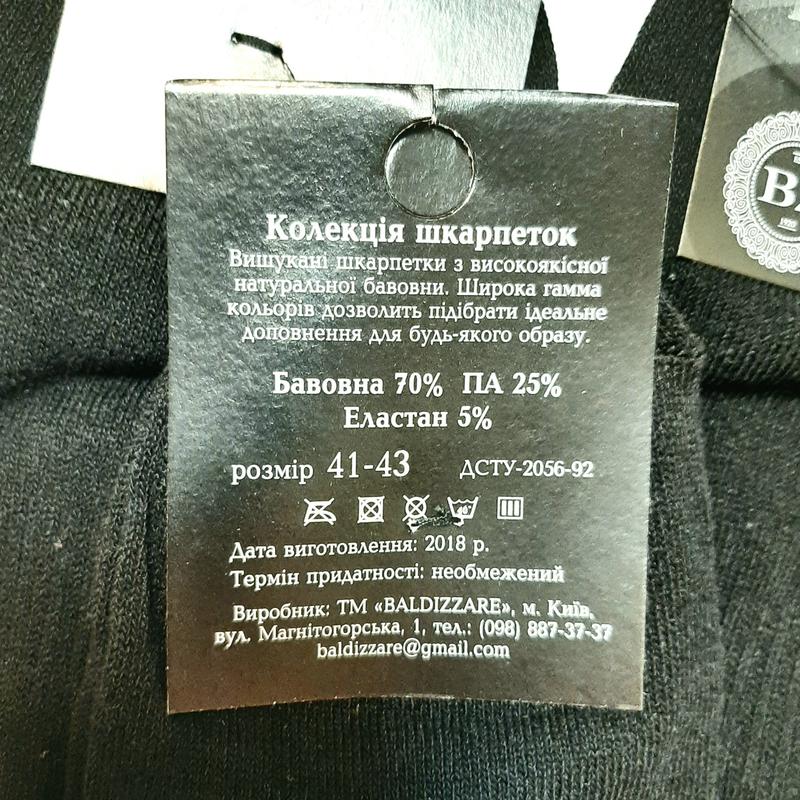 Колекція шкарпеток
Вишукані шкарпетки з високоякісної
натуральної бавовни. Широка гамма
кольорів дозволить підібрати ідеальне
доповнення для будь-якого образу.
Бавовна 70% ПА 25%
Еластан 5%
розмір 41-43 ДСТУ-2056-92
40°
Дата виготовлення: 2018 р.
Термін придатності: необмежений
Виробник: ТМ «BALDIZZARE», м. Київ,
вул. Магнітогорська, 1, тел.: (098) 887-37-37
baldizzare@gmail.com